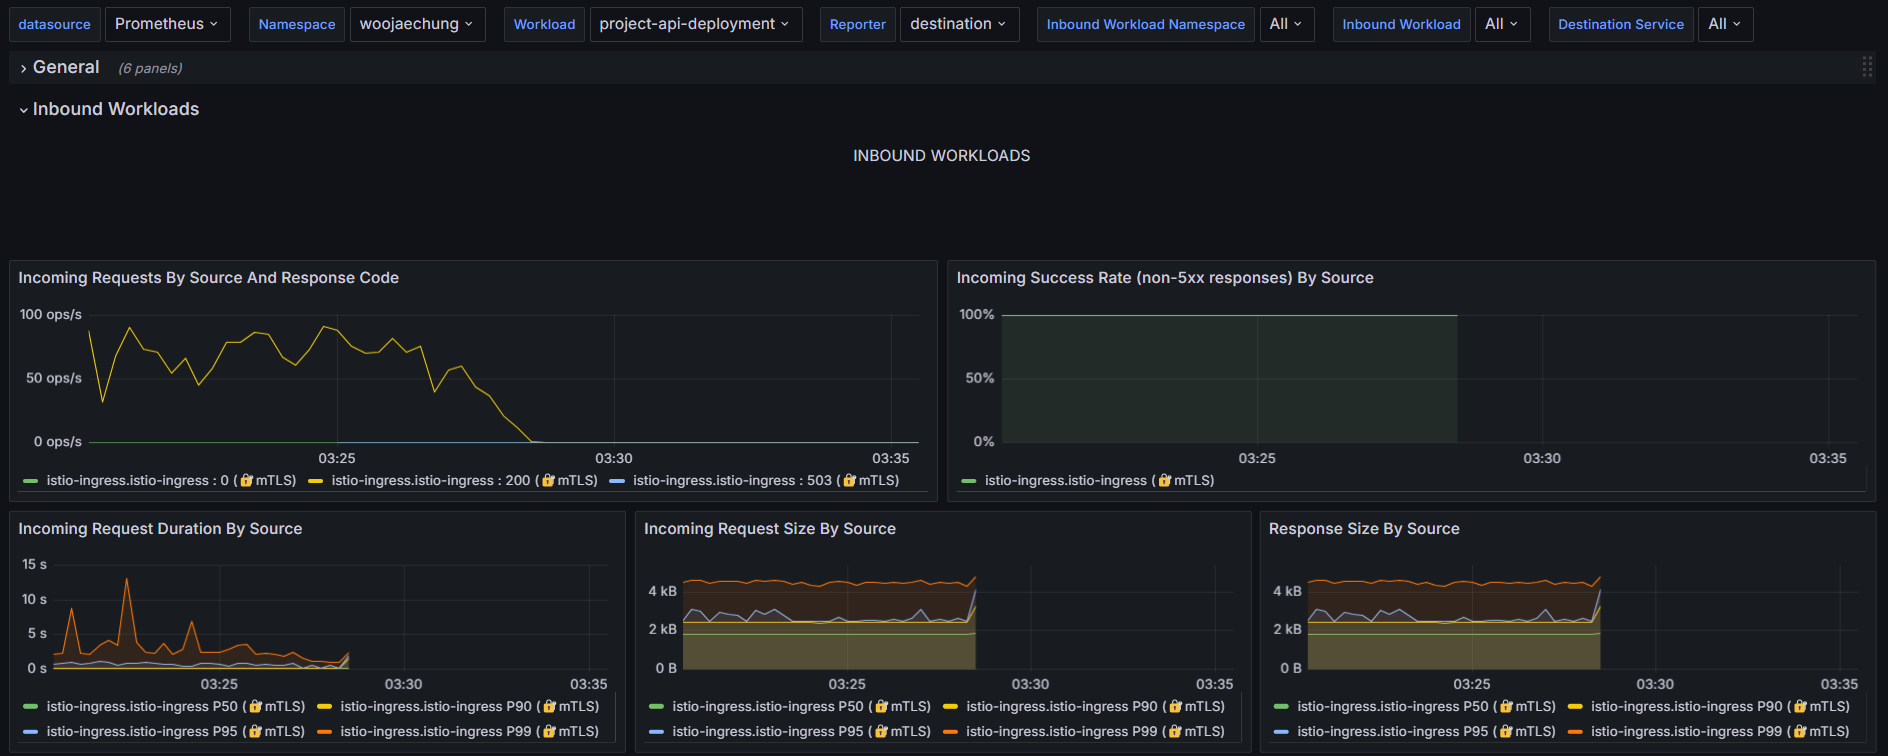 datasource Prometheus Namespace woojaechung Workload project-api-deployment Reporter destination Inbound Workload Namespace All Inbound Workload All Destination Service All
General (6 panels)
Inbound Workloads
INBOUND WORKLOADS
Incoming Requests By Source And Response Code
100 ops/s
50 ops/s
0 ops/s
03:25 03:30 03:35
istio-ingress.istio-ingress : 0 (🔐mTLS) istio-ingress.istio-ingress : 200 (🔐mTLS) istio-ingress.istio-ingress : 503 (🔐mTLS)
Incoming Success Rate (non-5xx responses) By Source
100%
50%
0%
03:25 03:30 03:35
istio-ingress.istio-ingress (🔐mTLS)
Incoming Request Duration By Source
15 s
10 s
5 s
0 s
03:25 03:30 03:35
istio-ingress.istio-ingress P50 (🔐mTLS) istio-ingress.istio-ingress P90 (🔐mTLS)
istio-ingress.istio-ingress P95 (🔐mTLS) istio-ingress.istio-ingress P99 (🔐mTLS)
Incoming Request Size By Source
4 kB
2 kB
0 B
03:25 03:30 03:35
istio-ingress.istio-ingress P50 (🔐mTLS) istio-ingress.istio-ingress P90 (🔐mTLS)
istio-ingress.istio-ingress P95 (🔐mTLS) istio-ingress.istio-ingress P99 (🔐mTLS)
Response Size By Source
4 kB
2 kB
0 B
03:25 03:30 03:35
istio-ingress.istio-ingress P50 (🔐mTLS) istio-ingress.istio-ingress P90 (🔐mTLS)
istio-ingress.istio-ingress P95 (🔐mTLS) istio-ingress.istio-ingress P99 (🔐mTLS)